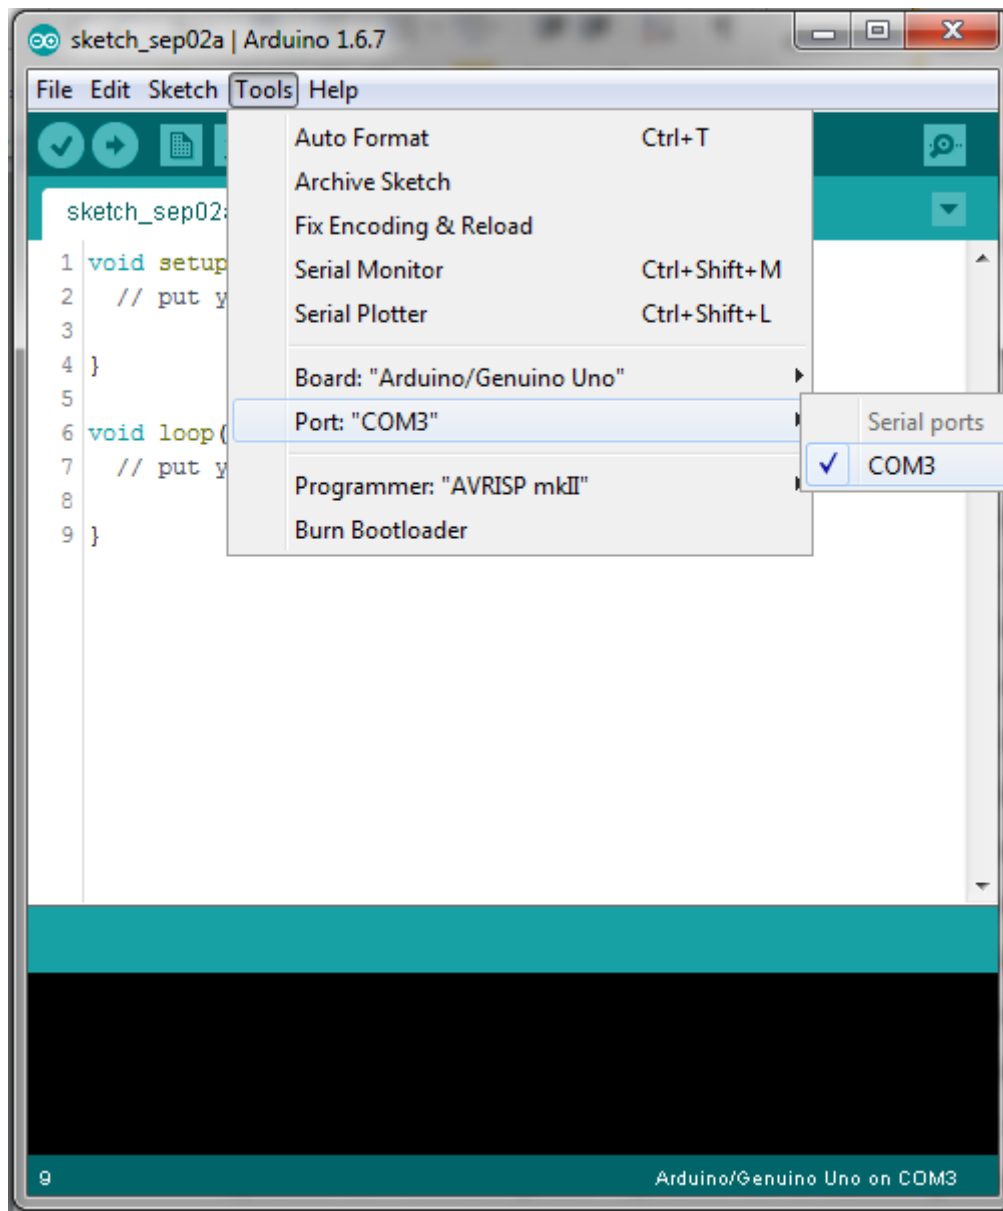 sketch_sep02a | Arduino 1.6.7
File Edit Sketch Tools Help
sketch_sep02
Auto Format Ctrl+T
Archive Sketch
Fix Encoding & Reload
Serial Monitor Ctrl+Shift+M
Serial Plotter Ctrl+Shift+L
Board: "Arduino/Genuino Uno"
Port: "COM3"
Programmer: "AVRISP mkII"
Burn Bootloader
Serial ports
COM3
1 void setup
2 // put y
3
4 }
5
6 void loop(
7 // put y
8
9 }
9 Arduino/Genuino Uno on COM3